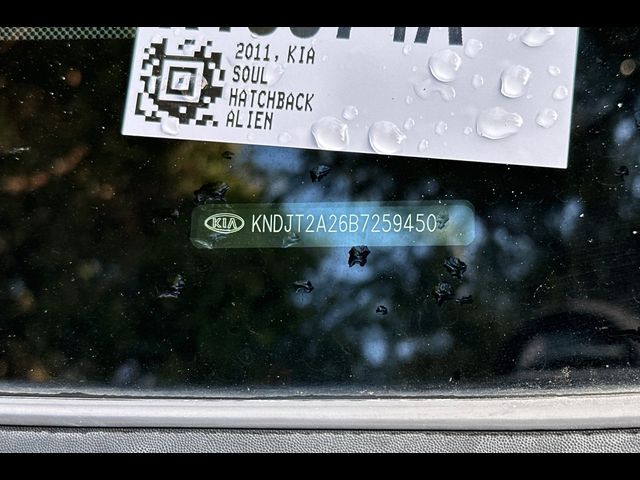 2011, KIA
SOUL
HATCHBACK
ALIEN
KIA KNDJT2A26B7259450